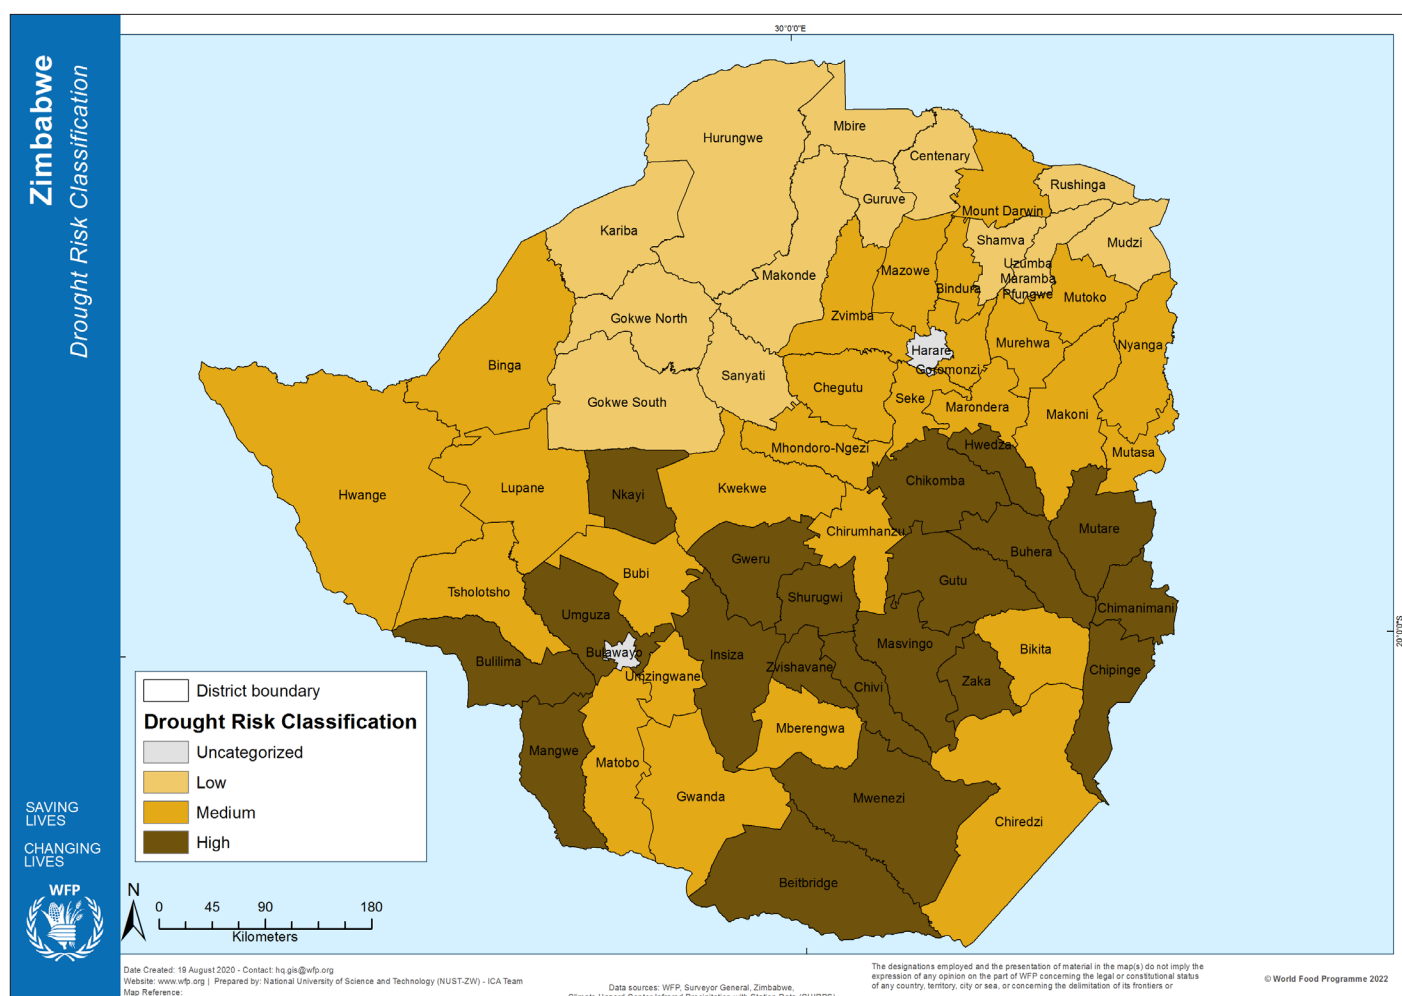 Zimbabwe
Drought Risk Classification
30°0'0"E
Hurungwe
Mbire
Centenary
Rushinga
Guruve
Mount Darwin
Kariba
Shamva
Mudzi
Uzumba
Maramba
Pfungwe
Makonde
Mazowe
Bindura
Mutoko
Gokwe North
Zvimba
Murehwa
Nyanga
Harare
Goromonzi
Binga
Sanyati
Chegutu
Seke
Marondera
Makoni
Gokwe South
Mhondoro-Ngezi
Hwedza
Mutasa
Hwange
Lupane
Nkayi
Kwekwe
Chikomba
Chirumhanzu
Mutare
Buhera
Gweru
Bubi
Gutu
Tsholotsho
Shurugwi
Chimanimani
Umguza
20°0'0"S
Bulawayo
Insiza
Masvingo
Bikita
Bulilima
Umzingwane
Zvishavane
Chivi
Zaka
Chipinge
Mberengwa
Mangwe
Matobo
Gwanda
Mwenezi
Chiredzi
Beitbridge
District boundary
Drought Risk Classification
Uncategorized
Low
Medium
High
SAVING
LIVES
CHANGING
LIVES
WFP
N
0 45 90 180
Kilometers
Date Created: 19 August 2020 - Contact: hq.gis@wfp.org
Website: www.wfp.org | Prepared by: National University of Science and Technology (NUST-ZW) - ICA Team
Map Reference:
Data sources: WFP, Surveyor General, Zimbabwe,
The designations employed and the presentation of material in the map(s) do not imply the
expression of any opinion on the part of WFP concerning the legal or constitutional status
of any country, territory, city or sea, or concerning the delimitation of its frontiers or
© World Food Programme 2022